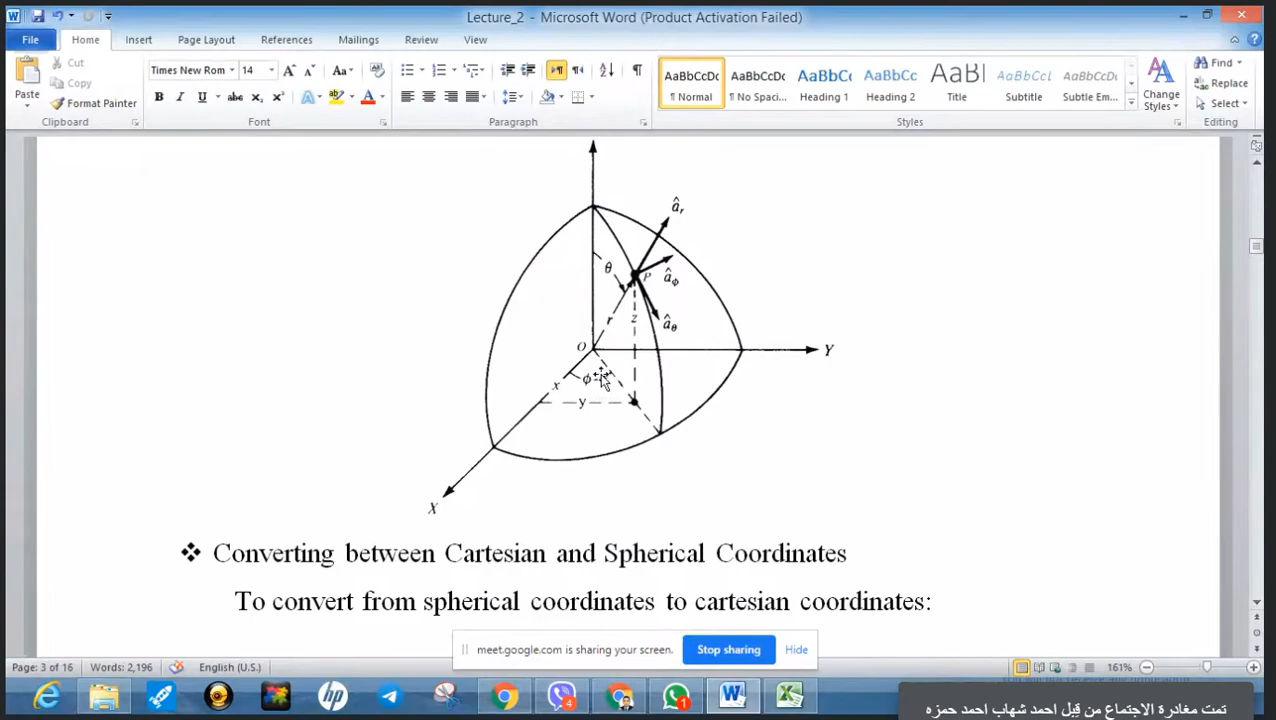 Lecture_2 - Microsoft Word (Product Activation Failed)
File Home Insert Page Layout References Mailings Review View
Paste
Cut
Copy
Format Painter
Clipboard
Times New Rom 14
Font
Paragraph
AaBbCcDc AaBbCcDc AaBbCc AaBbCc AaBl AaBbCcL AaBbCcDc
¶ Normal ¶ No Spaci... Heading 1 Heading 2 Title Subtitle Subtle Em...
Styles
Change Styles
Find
Replace
Select
Editing
âr
θ
P
âϕ
r
z
âθ
O
Y
x
ϕ
y
X
❖ Converting between Cartesian and Spherical Coordinates
To convert from spherical coordinates to cartesian coordinates:
meet.google.com is sharing your screen. Stop sharing Hide
Page: 3 of 16 Words: 2,196 English (U.S.) 161%
4 1
تمت مغادرة الاجتماع من قِبل احمد شهاب احمد حمزه